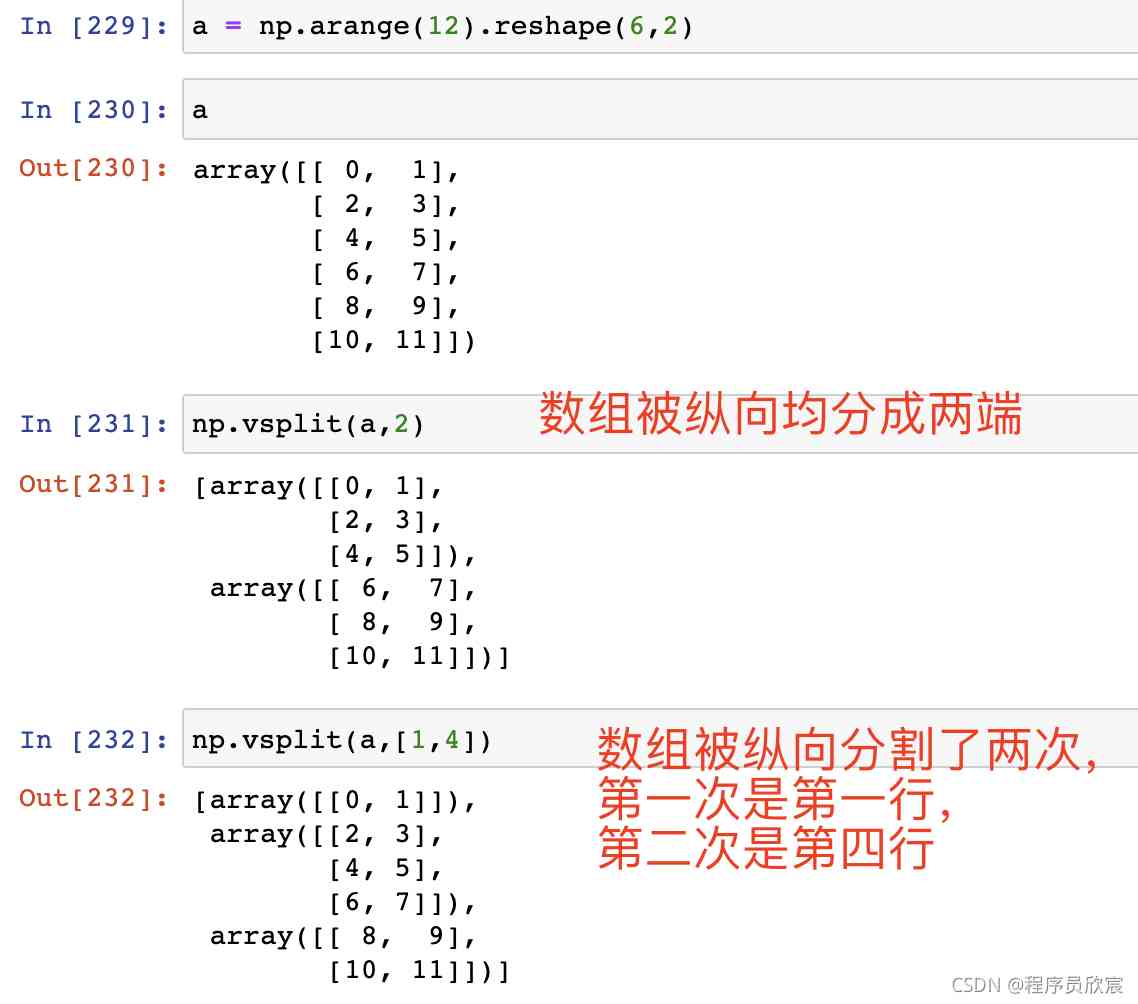 In [229]: a = np.arange(12).reshape(6,2)
In [230]: a
Out[230]: array([[ 0,  1],
[ 2,  3],
[ 4,  5],
[ 6,  7],
[ 8,  9],
[10, 11]])
In [231]: np.vsplit(a,2) 数组被纵向均分成两端
Out[231]: [array([[0, 1],
[2, 3],
[4, 5]]),
array([[ 6,  7],
[ 8,  9],
[10, 11]])]
In [232]: np.vsplit(a,[1,4]) 数组被纵向分割了两次，
第一次是第一行，
第二次是第四行
Out[232]: [array([[0, 1]]),
array([[2, 3],
[4, 5],
[6, 7]]),
array([[ 8,  9],
[10, 11]])]
CSDN @程序员欣宸